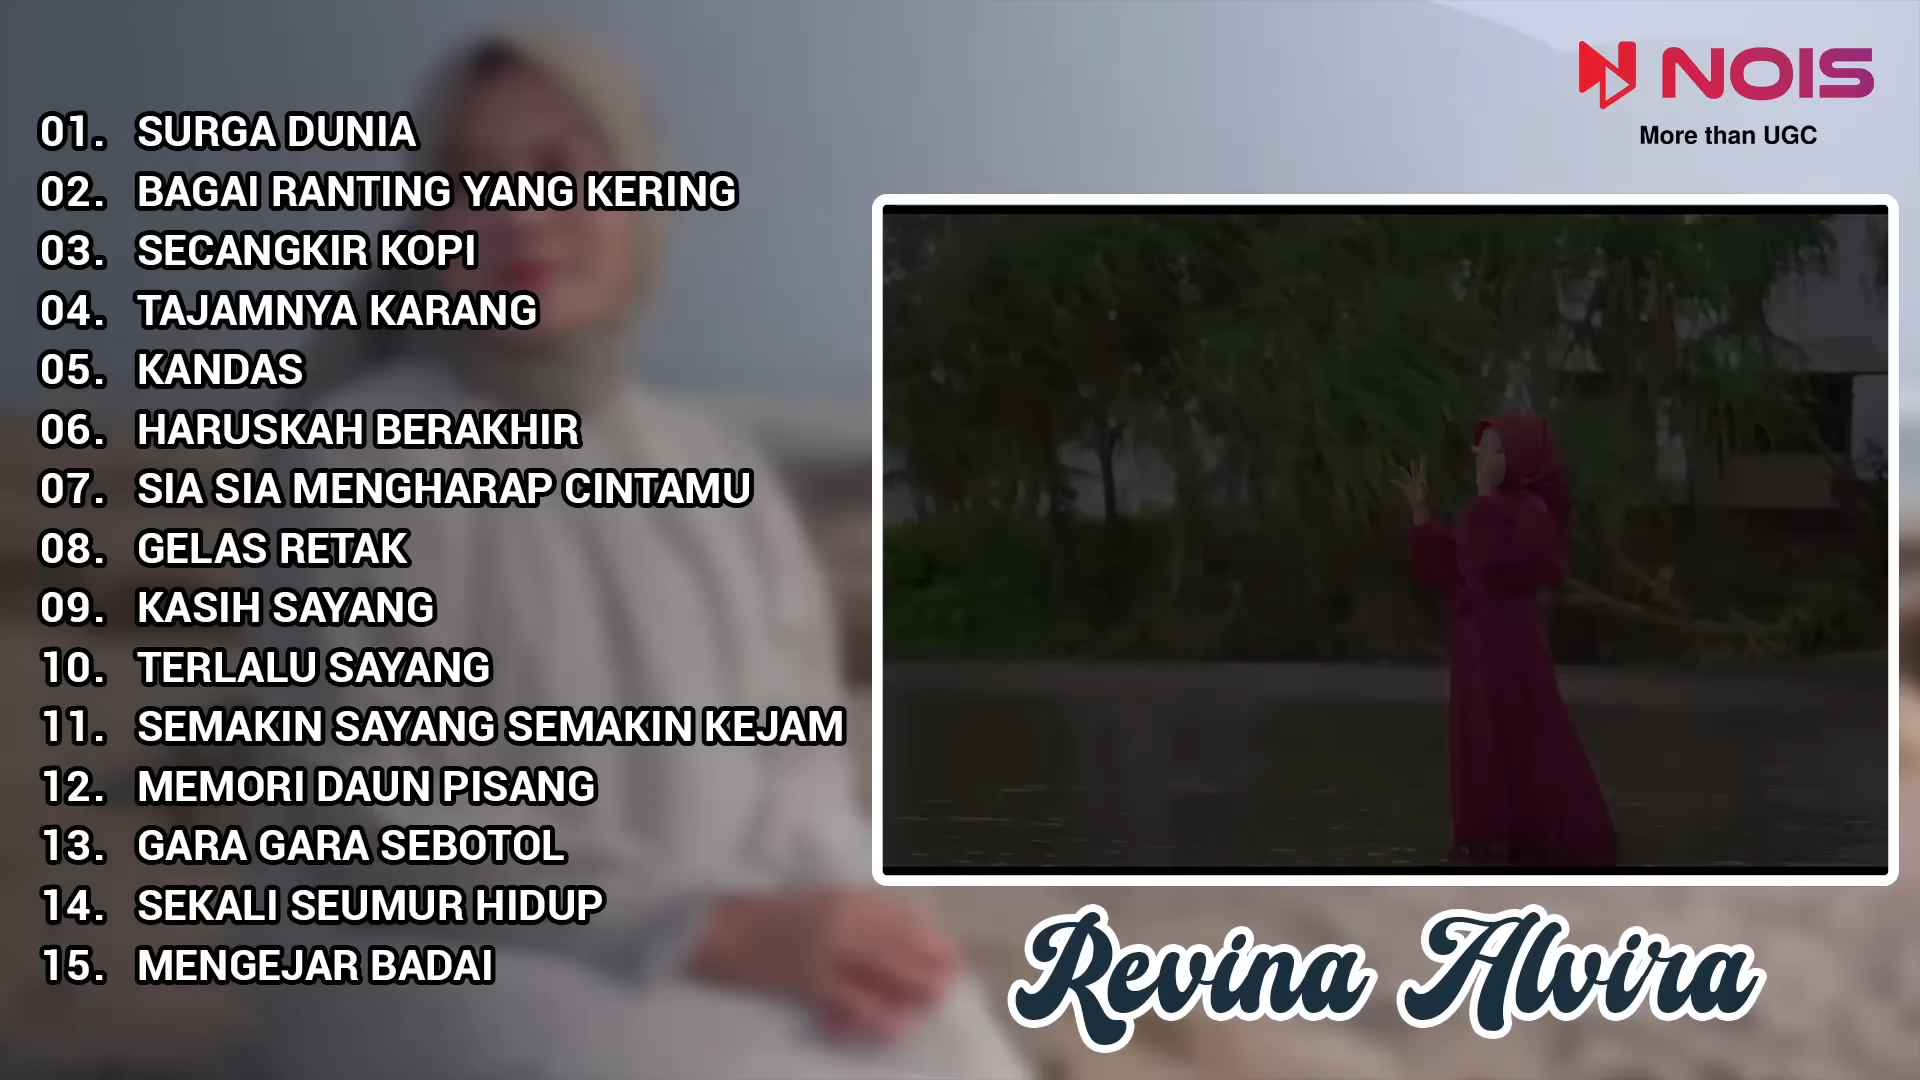 NOIS
More than UGC
01. SURGA DUNIA
02. BAGAI RANTING YANG KERING
03. SECANGKIR KOPI
04. TAJAMNYA KARANG
05. KANDAS
06. HARUSKAH BERAKHIR
07. SIA SIA MENGHARAP CINTAMU
08. GELAS RETAK
09. KASIH SAYANG
10. TERLALU SAYANG
11. SEMAKIN SAYANG SEMAKIN KEJAM
12. MEMORI DAUN PISANG
13. GARA GARA SEBOTOL
14. SEKALI SEUMUR HIDUP
15. MENGEJAR BADAI
Revina Alvira